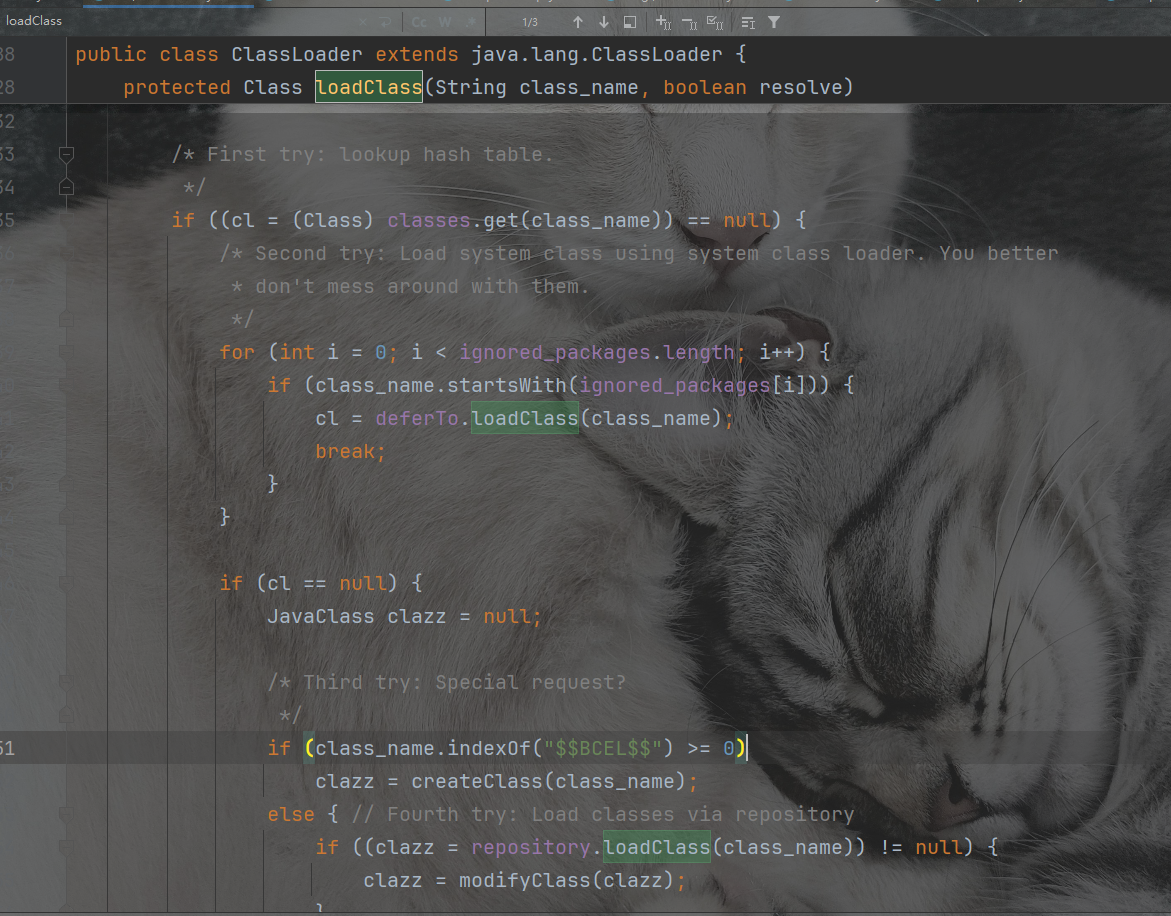 loadClass
Cc W .* 1/3
38 public class ClassLoader extends java.lang.ClassLoader {
28 protected Class loadClass(String class_name, boolean resolve)
32
33 /* First try: lookup hash table.
34 */
35 if ((cl = (Class) classes.get(class_name)) == null) {
/* Second try: Load system class using system class loader. You better
* don't mess around with them.
*/
for (int i = 0; i < ignored_packages.length; i++) {
if (class_name.startsWith(ignored_packages[i])) {
cl = deferTo.loadClass(class_name);
break;
}
}
if (cl == null) {
JavaClass clazz = null;
/* Third try: Special request?
*/
51 if (class_name.indexOf("$$BCEL$$") >= 0)
clazz = createClass(class_name);
else { // Fourth try: Load classes via repository
if ((clazz = repository.loadClass(class_name)) != null) {
clazz = modifyClass(clazz);
}